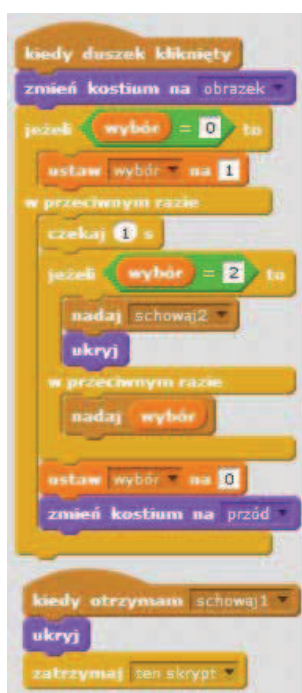 kiedy duszek kliknięty
zmień kostium na obrazek
jeżeli wybór = 0 to
ustaw wybór na 1
w przeciwnym razie
czekaj 1 s
jeżeli wybór = 2 to
nadaj schowaj2
ukryj
w przeciwnym razie
nadaj wybór
ustaw wybór na 0
zmień kostium na przód
kiedy otrzymam schowaj1
ukryj
zatrzymaj ten skrypt